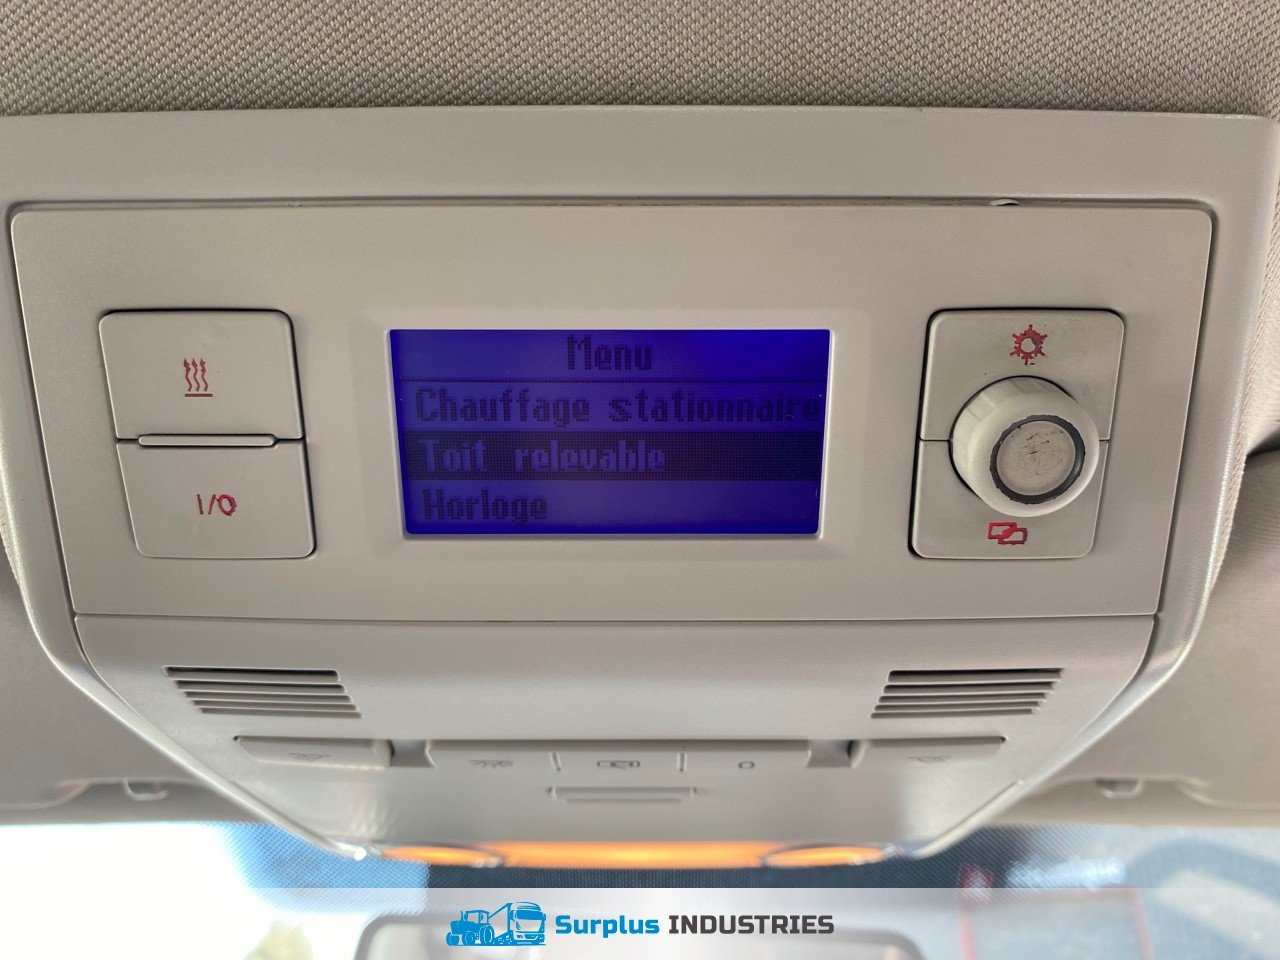 Menu
Chauffage stationnaire
Toit relevable
Horloge
I/O
Surplus INDUSTRIES